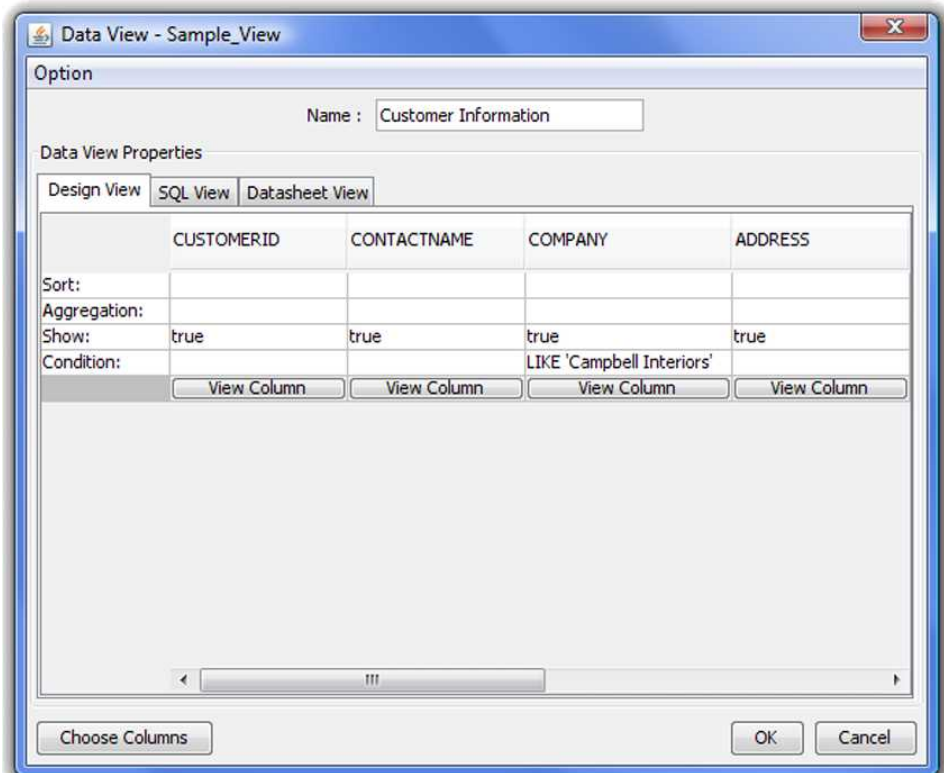 Data View - Sample_View
Option
Name : Customer Information
Data View Properties
Design View SQL View Datasheet View
CUSTOMERID CONTACTNAME COMPANY ADDRESS
Sort:
Aggregation:
Show: true true true true
Condition: LIKE 'Campbell Interiors'
View Column View Column View Column View Column
Choose Columns OK Cancel